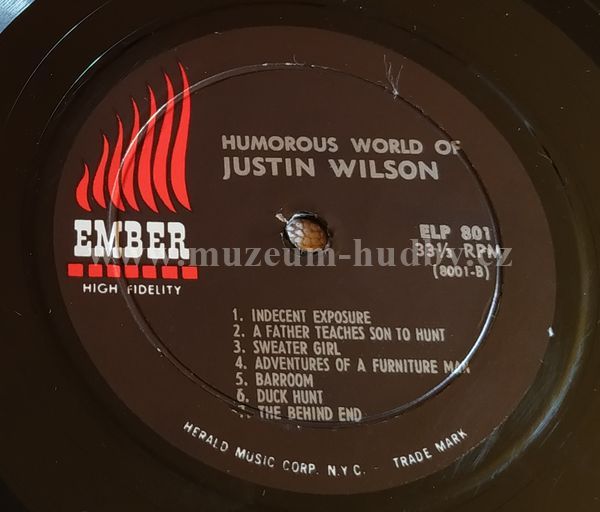 HUMOROUS WORLD OF
JUSTIN WILSON
EMBER
HIGH FIDELITY
ELP 801
33⅓ RPM
(8001-B)
www.muzeum-hudby.cz
1. INDECENT EXPOSURE
2. A FATHER TEACHES SON TO HUNT
3. SWEATER GIRL
4. ADVENTURES OF A FURNITURE MAN
5. BARROOM
6. DUCK HUNT
7. THE BEHIND END
HERALD MUSIC CORP. N.Y.C. - TRADE MARK